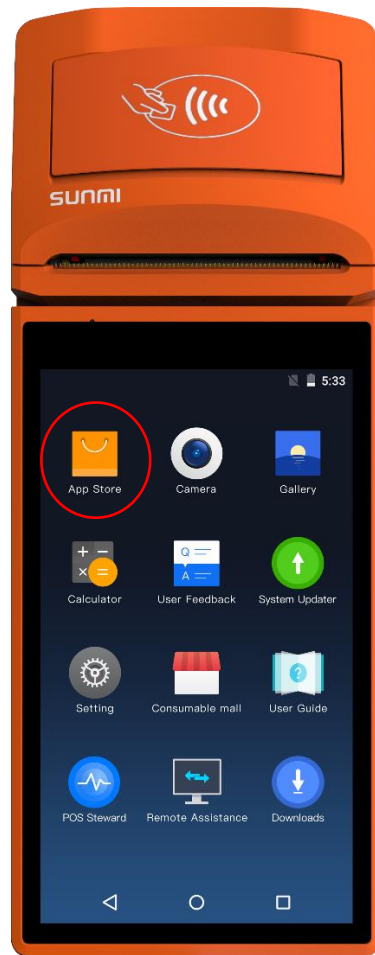 SUNMI
5:33
App Store
Camera
Gallery
Calculator
User Feedback
System Updater
Setting
Consumable mall
User Guide
POS Steward
Remote Assistance
Downloads